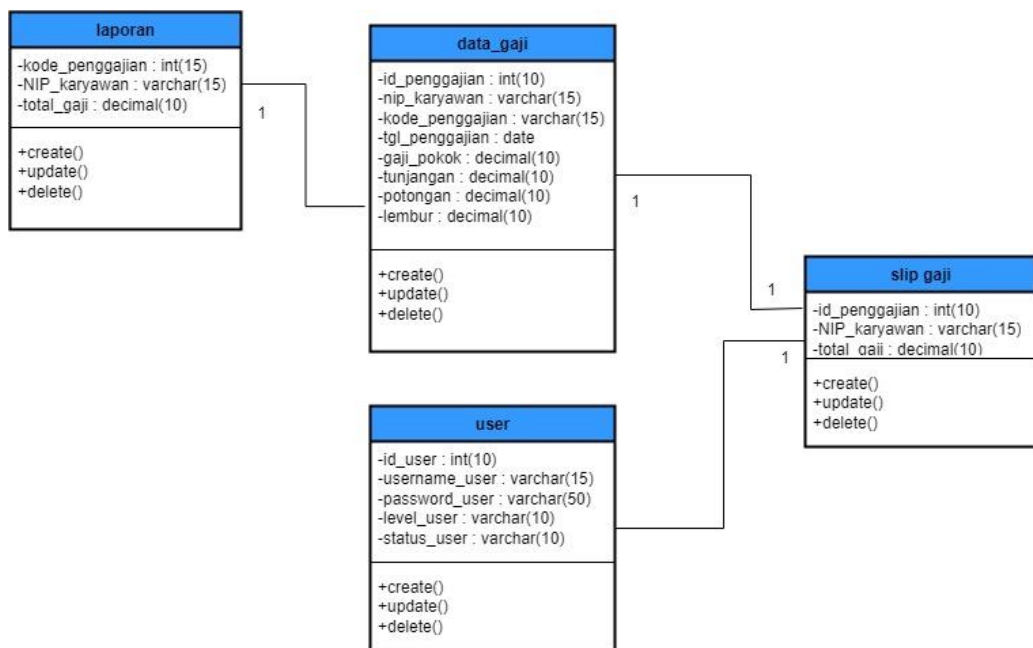 laporan
-kode_penggajian : int(15)
-NIP_karyawan : varchar(15)
-total_gaji : decimal(10)
+create()
+update()
+delete()
1
data_gaji
-id_penggajian : int(10)
-nip_karyawan : varchar(15)
-kode_penggajian : varchar(15)
-tgl_penggajian : date
-gaji_pokok : decimal(10)
-tunjangan : decimal(10)
-potongan : decimal(10)
-lembur : decimal(10)
+create()
+update()
+delete()
1
1
slip gaji
-id_penggajian : int(10)
-NIP_karyawan : varchar(15)
-total_gaji : decimal(10)
+create()
+update()
+delete()
1
user
-id_user : int(10)
-username_user : varchar(15)
-password_user : varchar(50)
-level_user : varchar(10)
-status_user : varchar(10)
+create()
+update()
+delete()